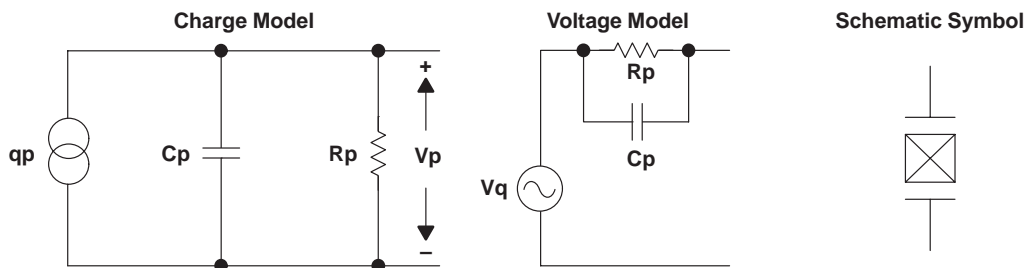 Charge Model
Voltage Model
Schematic Symbol
qp
Cp
Rp
+
Vp
−
Rp
Cp
Vq